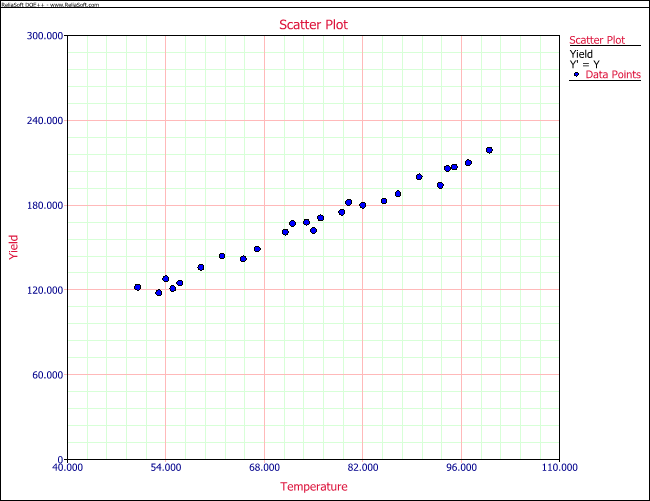 ReliaSoft DOE++ - www.ReliaSoft.com
Scatter Plot
Scatter Plot
Yield
Y' = Y
Data Points
300.000
240.000
180.000
120.000
60.000
0
Yield
40.000 54.000 68.000 82.000 96.000 110.000
Temperature